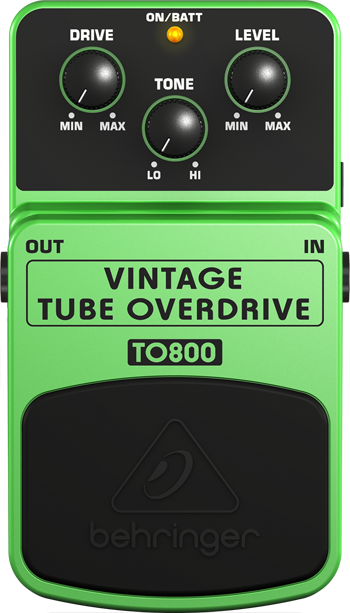 ON/BATT
DRIVE LEVEL
TONE
MIN MAX MIN MAX
LO HI
OUT IN
VINTAGE
TUBE OVERDRIVE
TO800
behringer